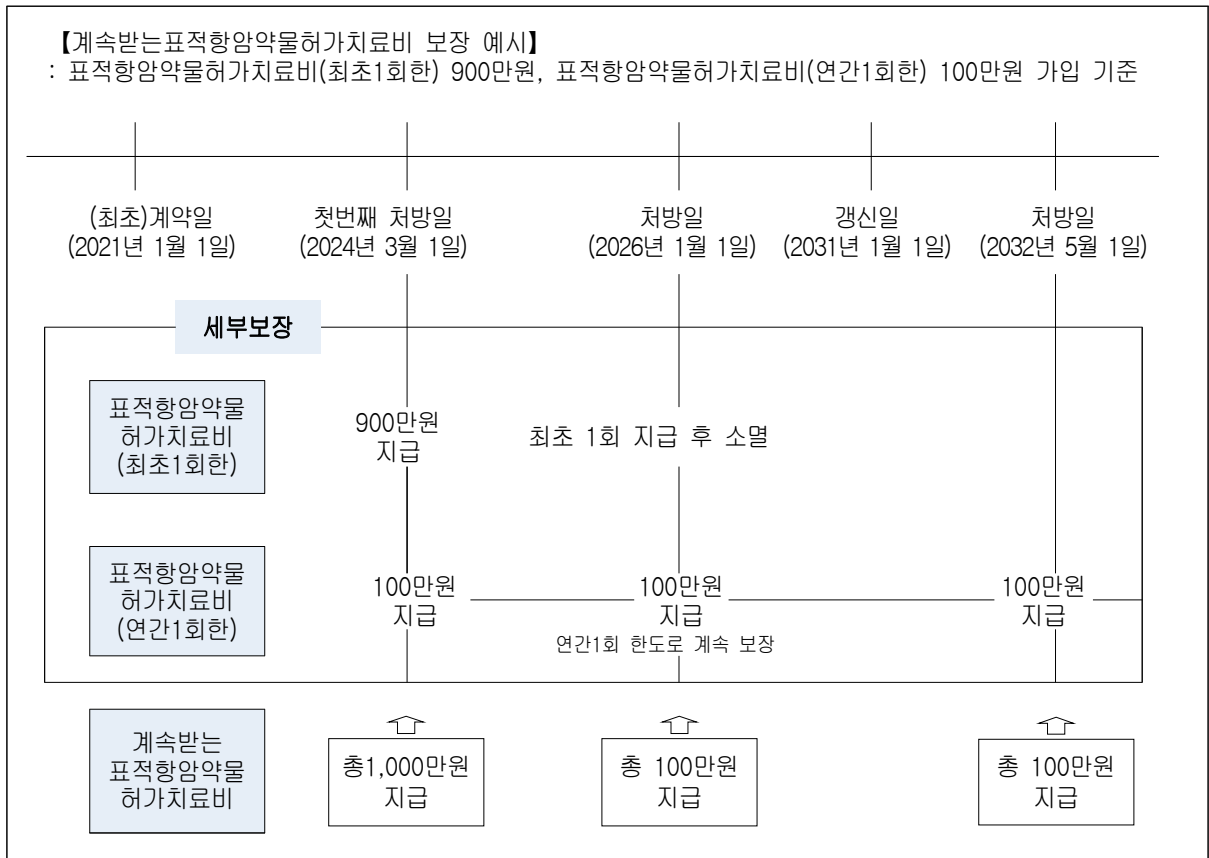 【계속받는표적항암약물허가치료비 보장 예시】
: 표적항암약물허가치료비(최초1회한) 900만원, 표적항암약물허가치료비(연간1회한) 100만원 가입 기준
(최초)계약일
(2021년 1월 1일)
첫번째 처방일
(2024년 3월 1일)
처방일
(2026년 1월 1일)
갱신일
(2031년 1월 1일)
처방일
(2032년 5월 1일)
세부보장
표적항암약물
허가치료비
(최초1회한)
900만원
지급
최초 1회 지급 후 소멸
표적항암약물
허가치료비
(연간1회한)
100만원
지급
100만원
지급
연간1회 한도로 계속 보장
100만원
지급
계속받는
표적항암약물
허가치료비
총1,000만원
지급
총 100만원
지급
총 100만원
지급